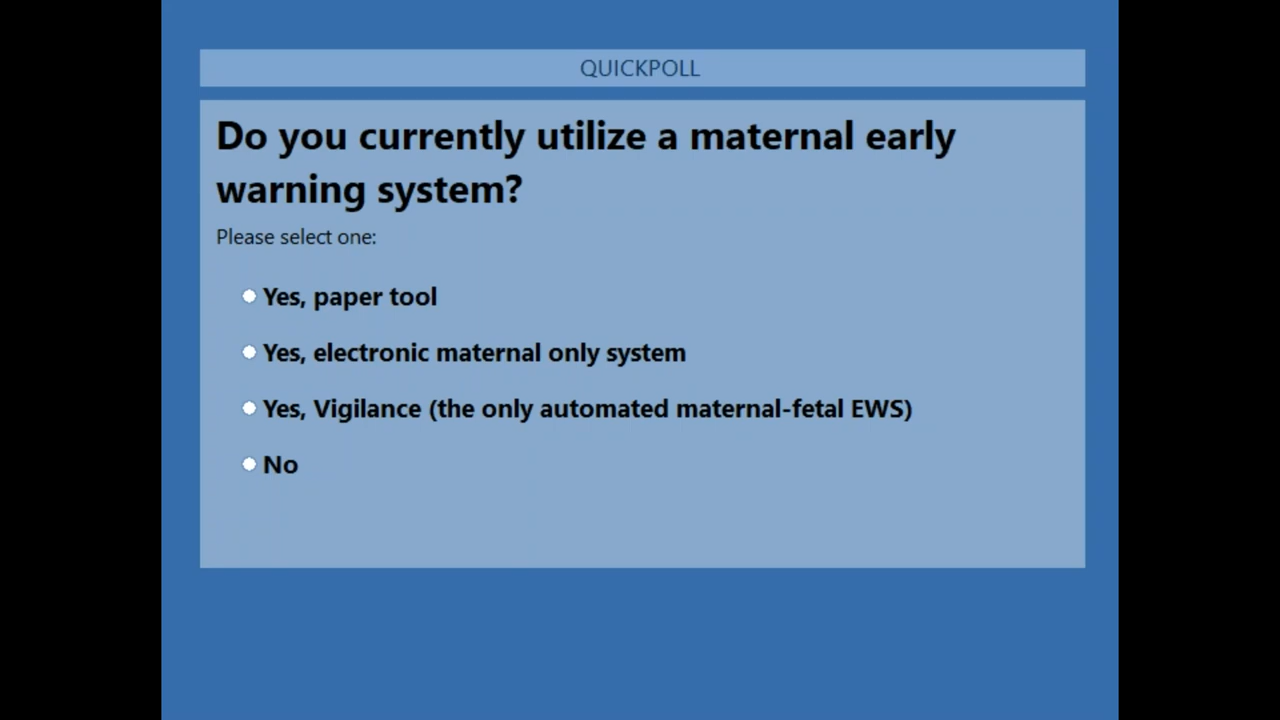 QUICKPOLL
Do you currently utilize a maternal early
warning system?
Please select one:
Yes, paper tool
Yes, electronic maternal only system
Yes, Vigilance (the only automated maternal-fetal EWS)
No